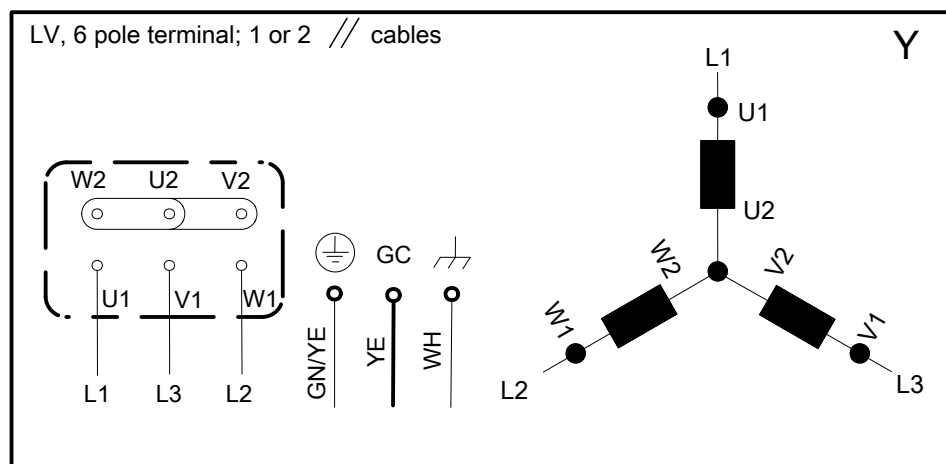 LV, 6 pole terminal; 1 or 2 // cables
Y
W2 U2 V2
U1 V1 W1
L1 L3 L2
GC
GN/YE YE WH
L1
U1
U2
W2 V2
W1 V1
L2 L3